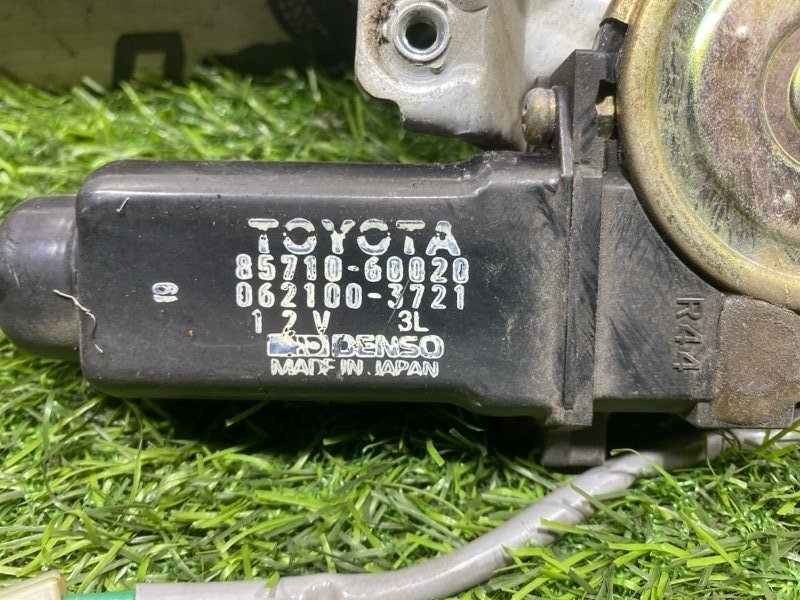 TOYOTA
85710-60020
062100-3721
12V 3L
DENSO
MADE IN JAPAN
R44